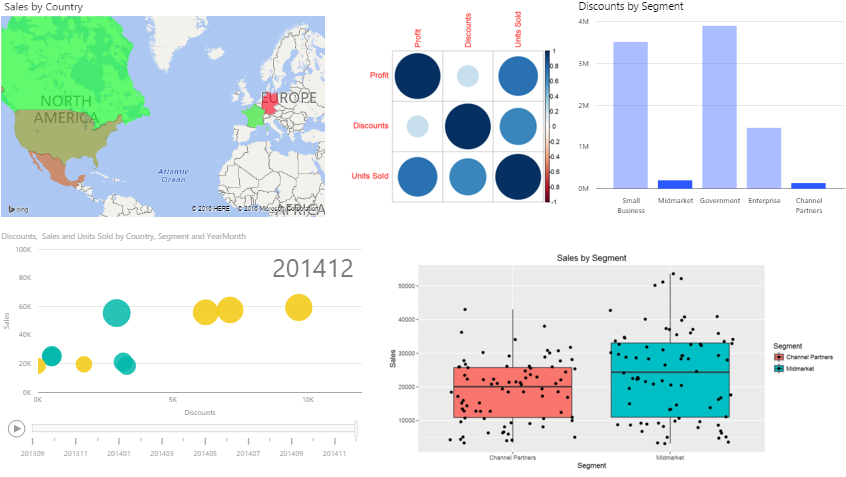 Sales by Country
NORTH
AMERICA
EUROPE
Atlantic
Ocean
AFRICA
bing
© 2016 HERE © 2016 Microsoft Corporation
Profit
Discounts
Units Sold
Profit
Discounts
Units Sold
1
0.8
0.6
0.4
0.2
0
-0.2
-0.4
-0.6
-0.8
-1
Discounts by Segment
4M
3M
2M
1M
0M
Small
Business
Midmarket
Government
Enterprise
Channel
Partners
Discounts, Sales and Units Sold by Country, Segment and YearMonth
201412
100K
80K
60K
40K
20K
0K
Sales
0K
5K
10K
Discounts
201309
201311
201401
201403
201405
201407
201409
201411
Sales by Segment
50000
40000
30000
20000
10000
Sales
Channel Partners
Midmarket
Segment
Segment
Channel Partners
Midmarket